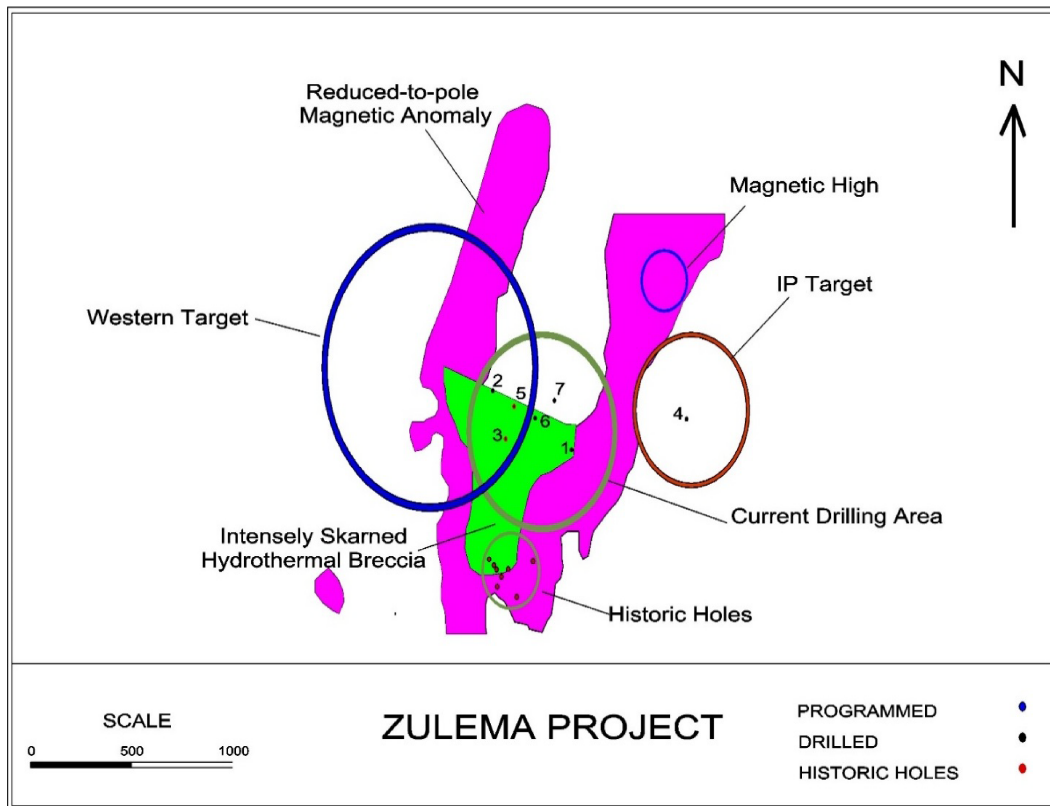 N
Reduced-to-pole
Magnetic Anomaly
Magnetic High
IP Target
Western Target
2
5
7
6
4
3
1
Intensely Skarned
Hydrothermal Breccia
Current Drilling Area
Historic Holes
SCALE
0 500 1000
ZULEMA PROJECT
PROGRAMMED
DRILLED
HISTORIC HOLES